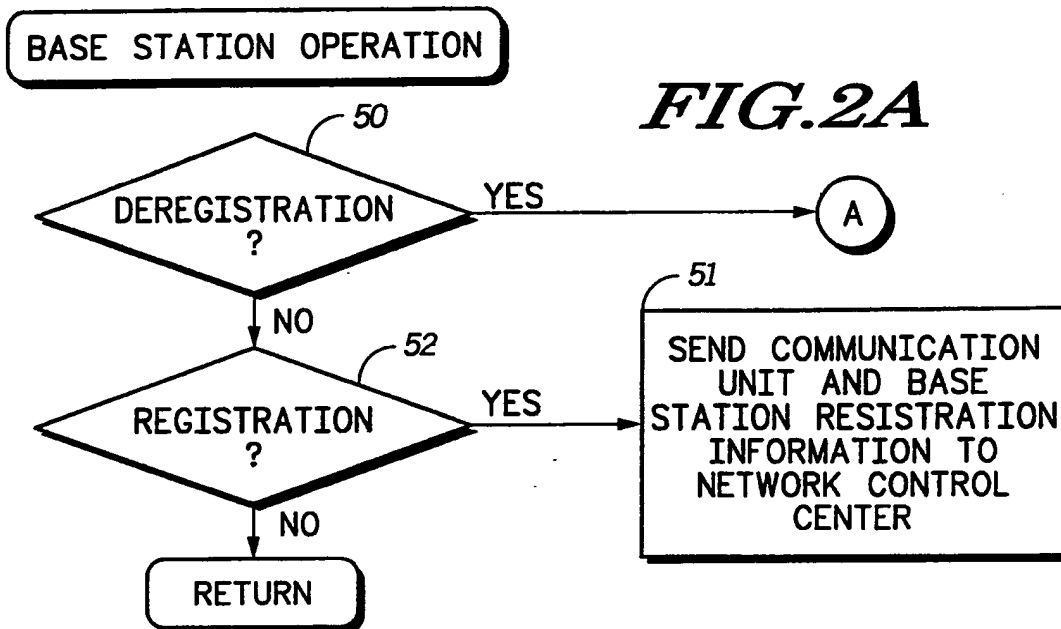 BASE STATION OPERATION
FIG.2A
50
DEREGISTRATION
?
YES
A
NO
51
52
REGISTRATION
?
YES
SEND COMMUNICATION
UNIT AND BASE
STATION RESISTRATION
INFORMATION TO
NETWORK CONTROL
CENTER
NO
RETURN